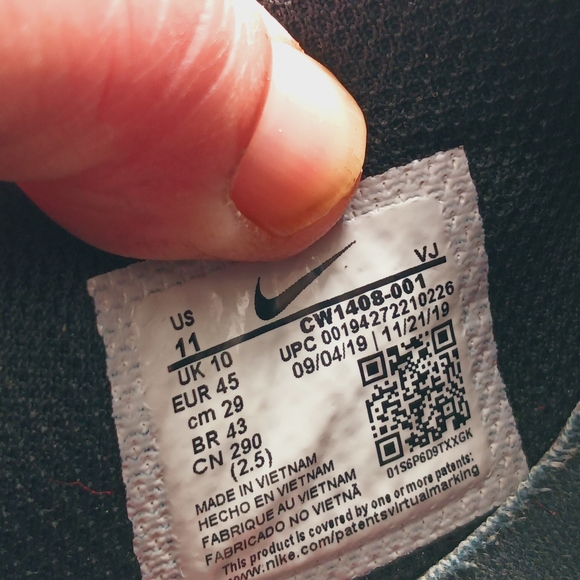 US
11
UK 10
EUR 45
cm 29
BR 43
CN 290
(2.5)
VJ
CW1408-001
UPC 00194272210226
09/04/19 | 11/21/19
01S6P6D9TXXGK
MADE IN VIETNAM
HECHO EN VIETNAM
FABRIQUE AU VIETNAM
FABRICADO NO VIETNÃ
This product is covered by one or more patents:
www.nike.com/patentsvirtualmarking